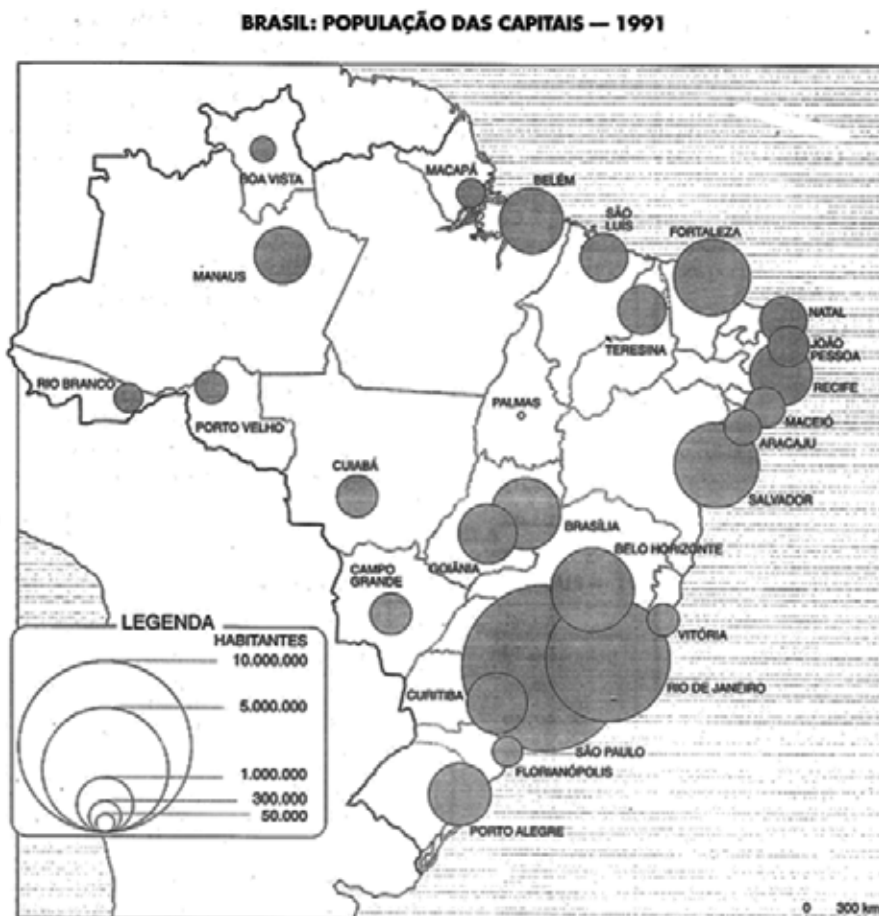 BRASIL: POPULAÇÃO DAS CAPITAIS — 1991
BOA VISTA
MACAPÁ
BELÉM
SÃO
LUIS
FORTALEZA
MANAUS
NATAL
JOÃO
PESSOA
TERESINA
RECIFE
RIO BRANCO
PORTO VELHO
PALMAS
MACEIÓ
ARACAJU
CUIABÁ
SALVADOR
BRASÍLIA
BELO HORIZONTE
GOIÂNIA
CAMPO
GRANDE
VITÓRIA
CURITIBA
RIO DE JANEIRO
SÃO PAULO
FLORIANÓPOLIS
PORTO ALEGRE
LEGENDA
HABITANTES
10.000.000
5.000.000
1.000.000
300.000
50.000
0 300 km